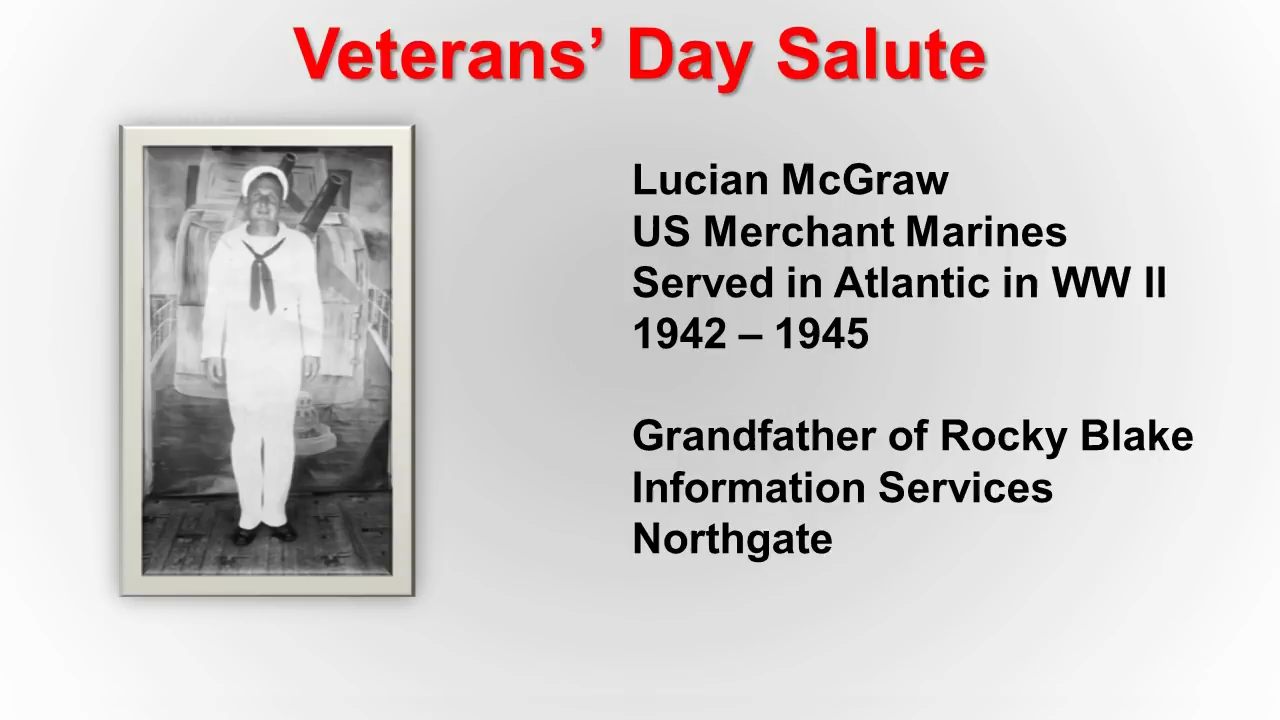 Veterans’ Day Salute
Lucian McGraw
US Merchant Marines
Served in Atlantic in WW II
1942 – 1945
Grandfather of Rocky Blake
Information Services
Northgate